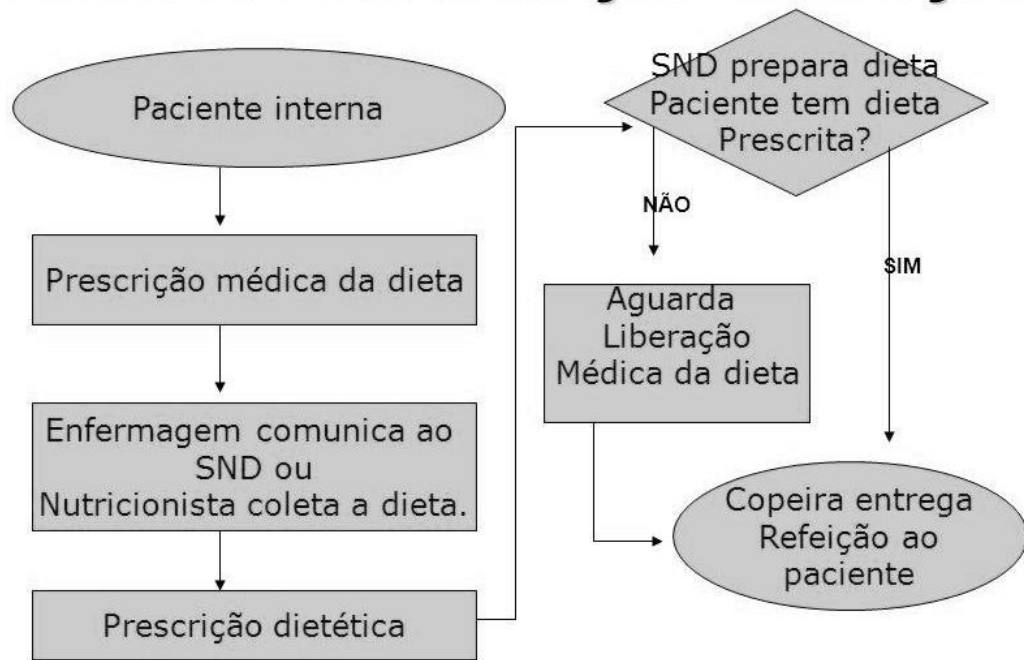 Paciente interna
Prescrição médica da dieta
Enfermagem comunica ao
SND ou
Nutricionista coleta a dieta.
Prescrição dietética
SND prepara dieta
Paciente tem dieta
Prescrita?
NÃO
SIM
Aguarda
Liberação
Médica da dieta
Copeira entrega
Refeição ao
paciente